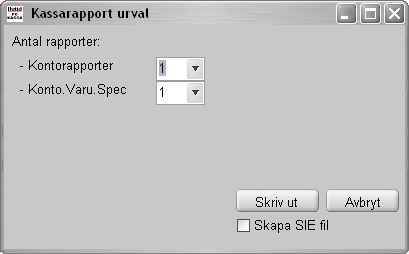 Kassarapport urval
Antal rapporter:
- Kontorapporter 1
- Konto.Varu.Spec 1
Skriv ut Avbryt
Skapa SIE fil